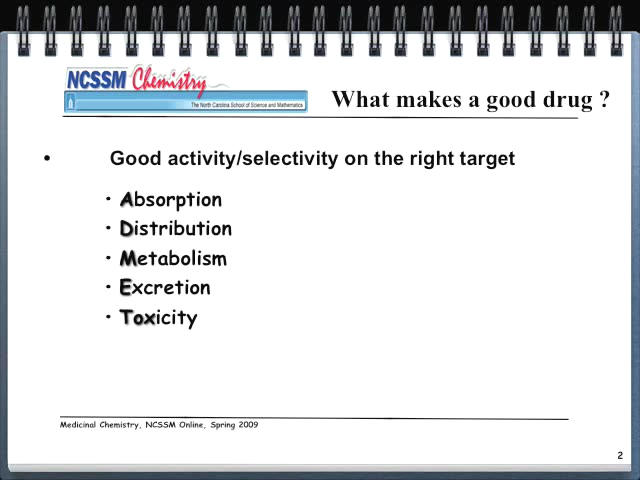 NCSSM Chemistry
The North Carolina School of Science and Mathematics
What makes a good drug ?
• Good activity/selectivity on the right target
• Absorption
• Distribution
• Metabolism
• Excretion
• Toxicity
Medicinal Chemistry, NCSSM Online, Spring 2009
2